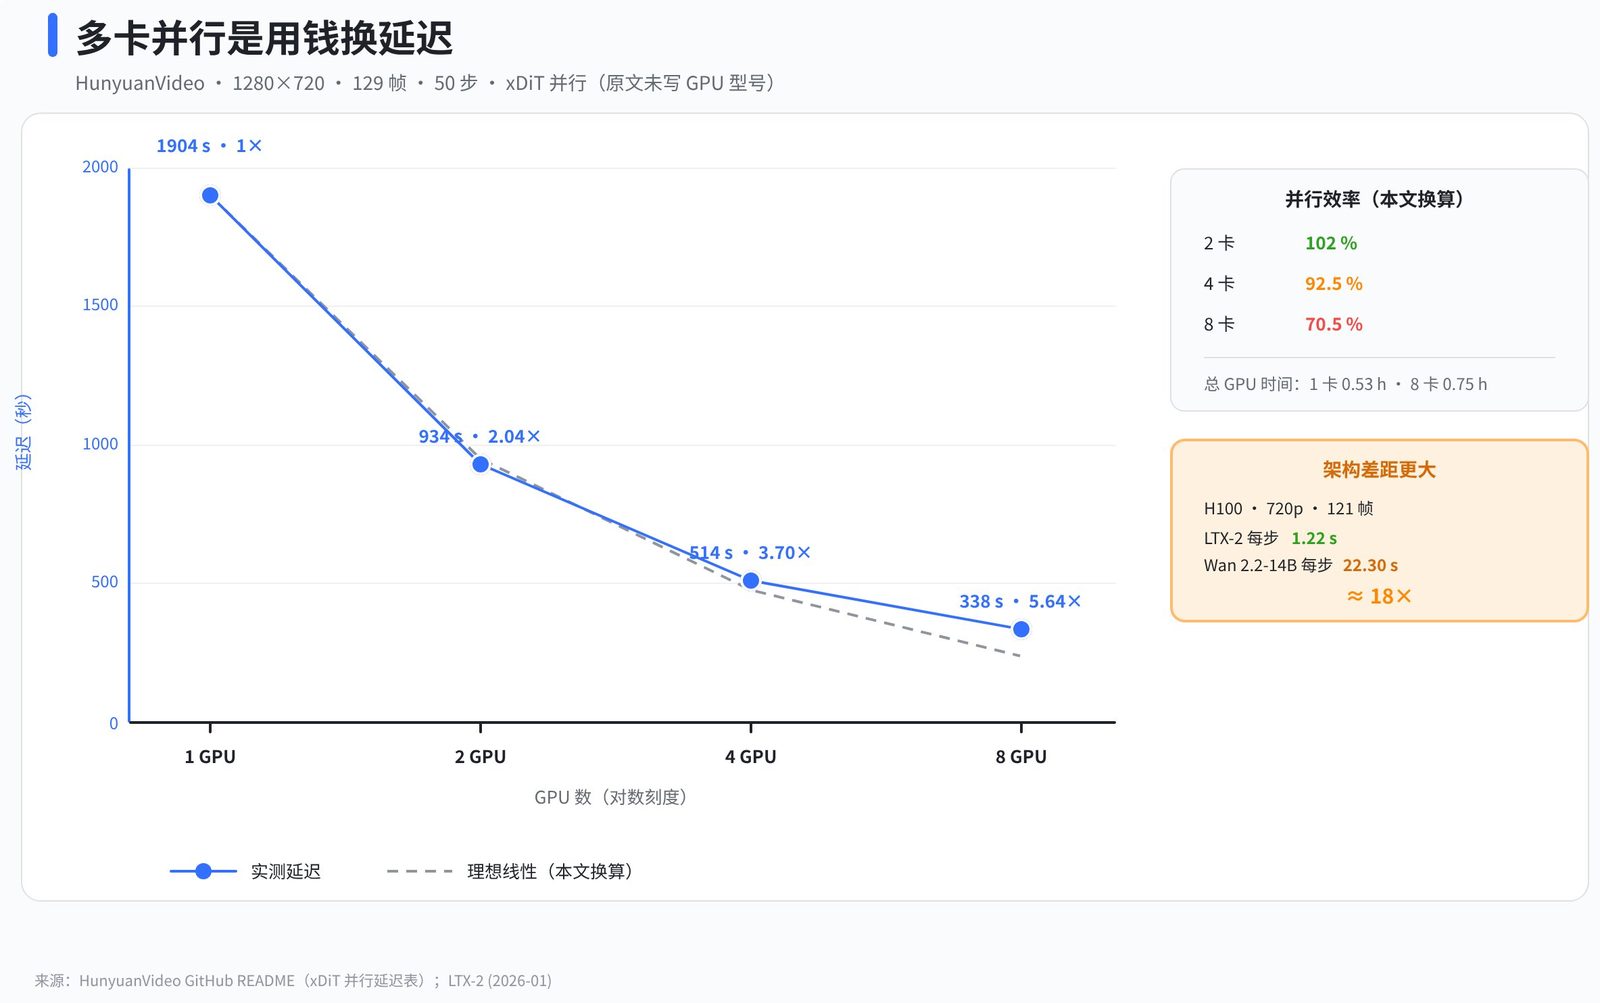 多卡并行是用钱换延迟
HunyuanVideo · 1280×720 · 129 帧 · 50 步 · xDiT 并行（原文未写 GPU 型号）
1904 s · 1×
2000
1500
1000
500
0
延迟（秒）
934 s · 2.04×
514 s · 3.70×
338 s · 5.64×
1 GPU
2 GPU
4 GPU
8 GPU
GPU 数（对数刻度）
实测延迟
理想线性（本文换算）
并行效率（本文换算）
2 卡 102 %
4 卡 92.5 %
8 卡 70.5 %
总 GPU 时间：1 卡 0.53 h · 8 卡 0.75 h
架构差距更大
H100 · 720p · 121 帧
LTX-2 每步 1.22 s
Wan 2.2-14B 每步 22.30 s
≈ 18×
来源：HunyuanVideo GitHub README（xDiT 并行延迟表）；LTX-2 (2026-01)